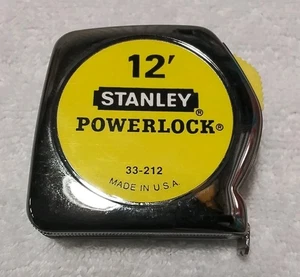 12'
STANLEY®
POWERLOCK®
33-212
MADE IN U.S.A.